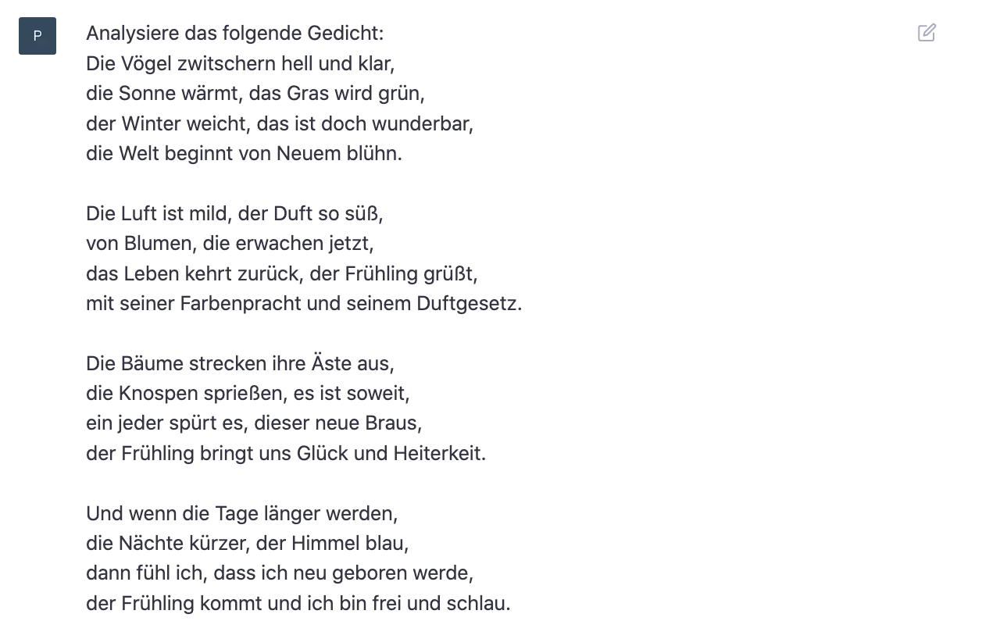 P
Analysiere das folgende Gedicht:
Die Vögel zwitschern hell und klar,
die Sonne wärmt, das Gras wird grün,
der Winter weicht, das ist doch wunderbar,
die Welt beginnt von Neuem blühn.
Die Luft ist mild, der Duft so süß,
von Blumen, die erwachen jetzt,
das Leben kehrt zurück, der Frühling grüßt,
mit seiner Farbenpracht und seinem Duftgesetz.
Die Bäume strecken ihre Äste aus,
die Knospen sprießen, es ist soweit,
ein jeder spürt es, dieser neue Braus,
der Frühling bringt uns Glück und Heiterkeit.
Und wenn die Tage länger werden,
die Nächte kürzer, der Himmel blau,
dann fühl ich, dass ich neu geboren werde,
der Frühling kommt und ich bin frei und schlau.